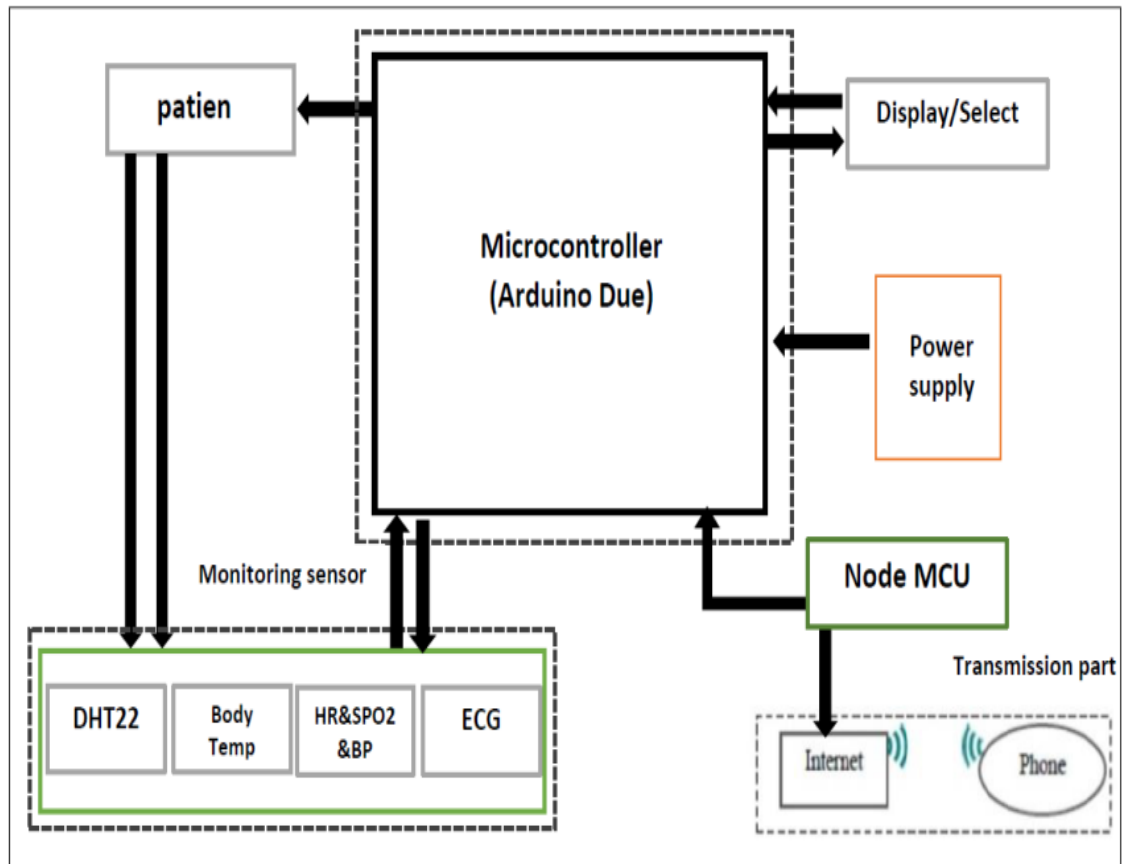 patien
Display/Select
Microcontroller
(Arduino Due)
Power
supply
Monitoring sensor
Node MCU
Transmission part
DHT22
Body
Temp
HR&SPO2
&BP
ECG
Internet
Phone